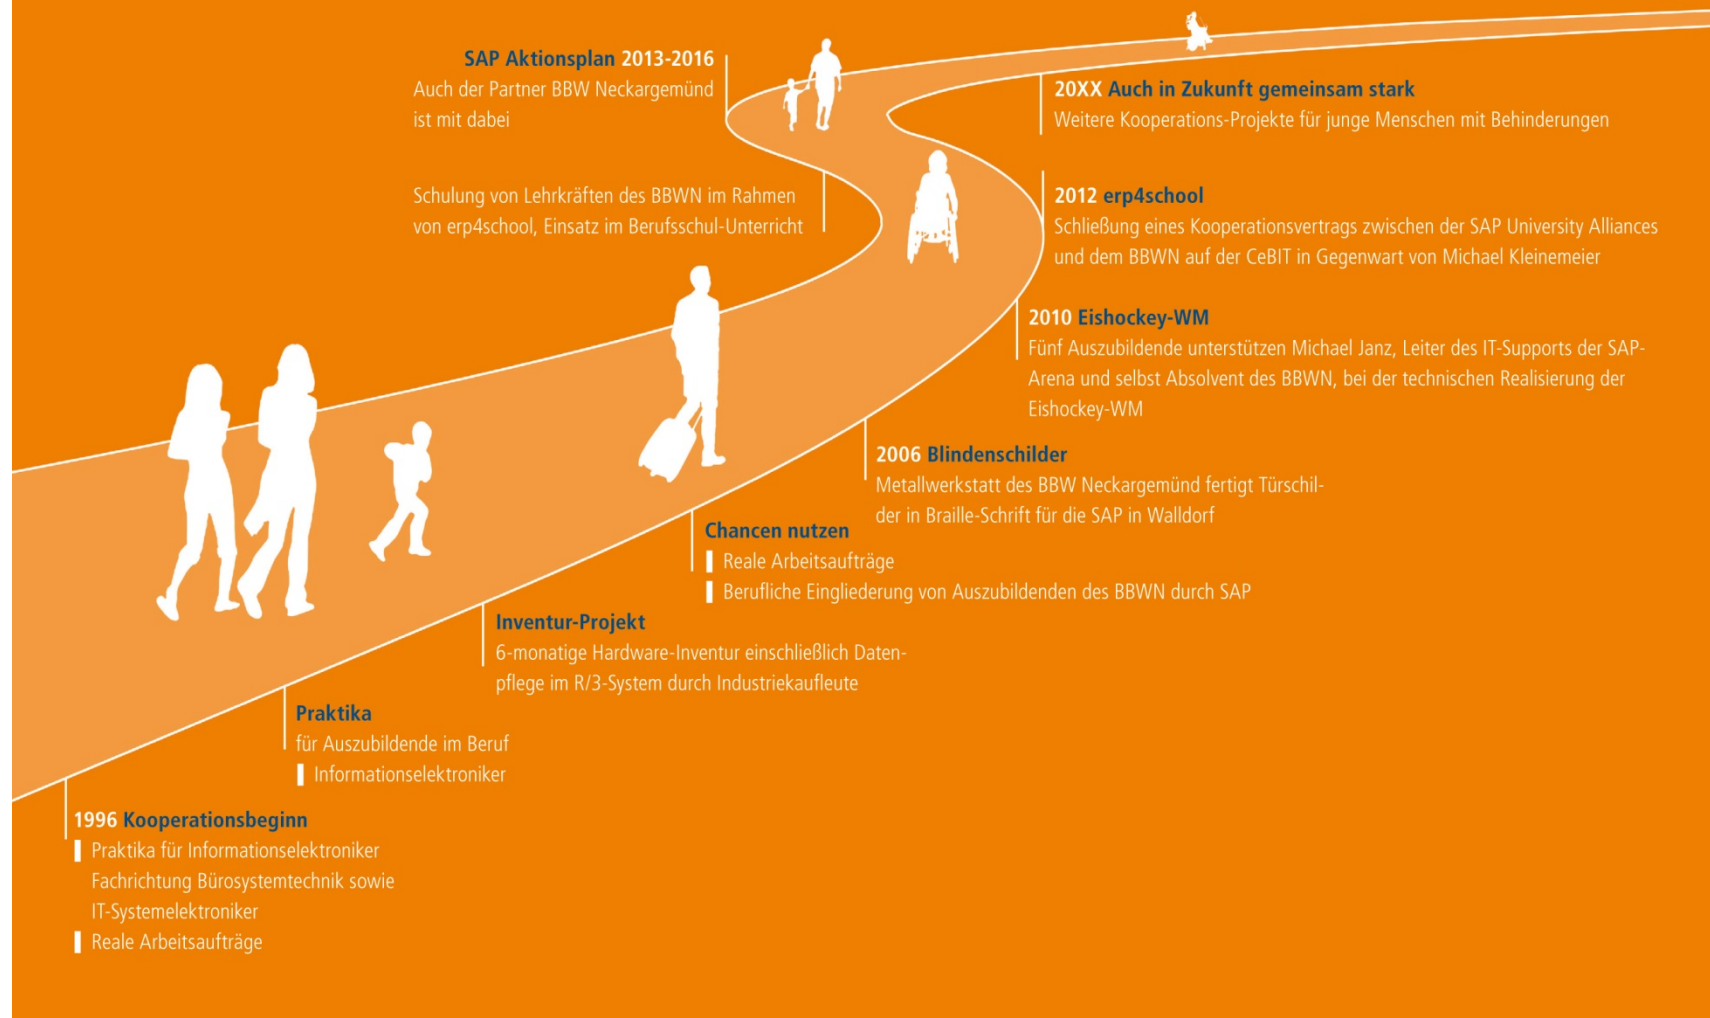 SAP Aktionsplan 2013-2016
Auch der Partner BBW Neckargemünd
ist mit dabei
Schulung von Lehrkräften des BBWN im Rahmen
von erp4school, Einsatz im Berufsschul-Unterricht
20XX Auch in Zukunft gemeinsam stark
Weitere Kooperations-Projekte für junge Menschen mit Behinderungen
2012 erp4school
Schließung eines Kooperationsvertrags zwischen der SAP University Alliances
und dem BBWN auf der CeBIT in Gegenwart von Michael Kleinemeier
2010 Eishockey-WM
Fünf Auszubildende unterstützen Michael Janz, Leiter des IT-Supports der SAP-
Arena und selbst Absolvent des BBWN, bei der technischen Realisierung der
Eishockey-WM
2006 Blindenschilder
Metallwerkstatt des BBW Neckargemünd fertigt Türschil-
der in Braille-Schrift für die SAP in Walldorf
Chancen nutzen
Reale Arbeitsaufträge
Berufliche Eingliederung von Auszubildenden des BBWN durch SAP
Inventur-Projekt
6-monatige Hardware-Inventur einschließlich Daten-
pflege im R/3-System durch Industriekaufleute
Praktika
für Auszubildende im Beruf
Informationselektroniker
1996 Kooperationsbeginn
Praktika für Informationselektroniker
Fachrichtung Bürosystemtechnik sowie
IT-Systemelektroniker
Reale Arbeitsaufträge